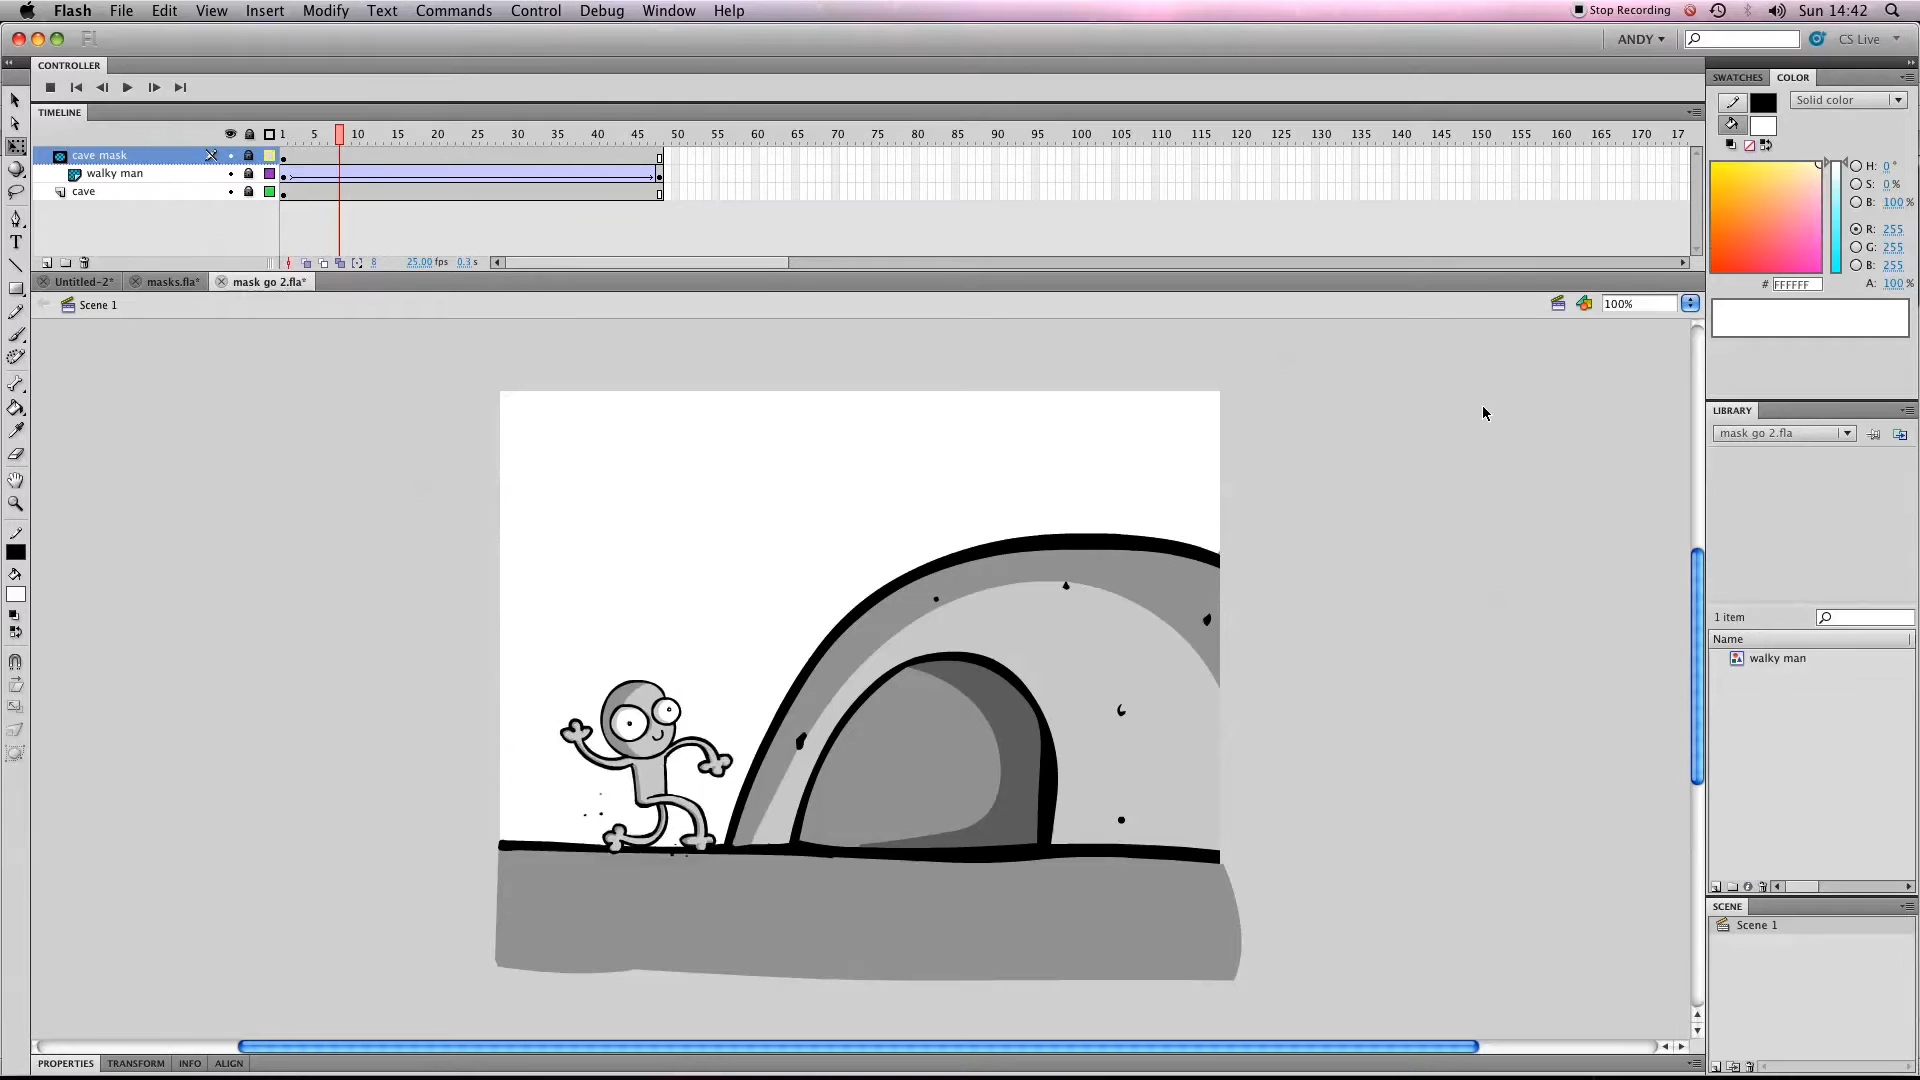 Flash File Edit View Insert Modify Text Commands Control Debug Window Help Stop Recording Sun 14:42
Fl ANDY CS Live
CONTROLLER
TIMELINE
1 5 10 15 20 25 30 35 40 45 50 55 60 65 70 75 80 85 90 95 100 105 110 115 120 125 130 135 140 145 150 155 160 165 170 17
cave mask
walky man
cave
8 25.00 fps 0.3 s
Untitled-2* masks.fla* mask go 2.fla*
Scene 1 100%
SWATCHES COLOR
Solid color
H: 0 °
S: 0 %
B: 100 %
R: 255
G: 255
B: 255
# FFFFFF A: 100 %
LIBRARY
mask go 2.fla
1 item
Name
walky man
SCENE
Scene 1
PROPERTIES TRANSFORM INFO ALIGN